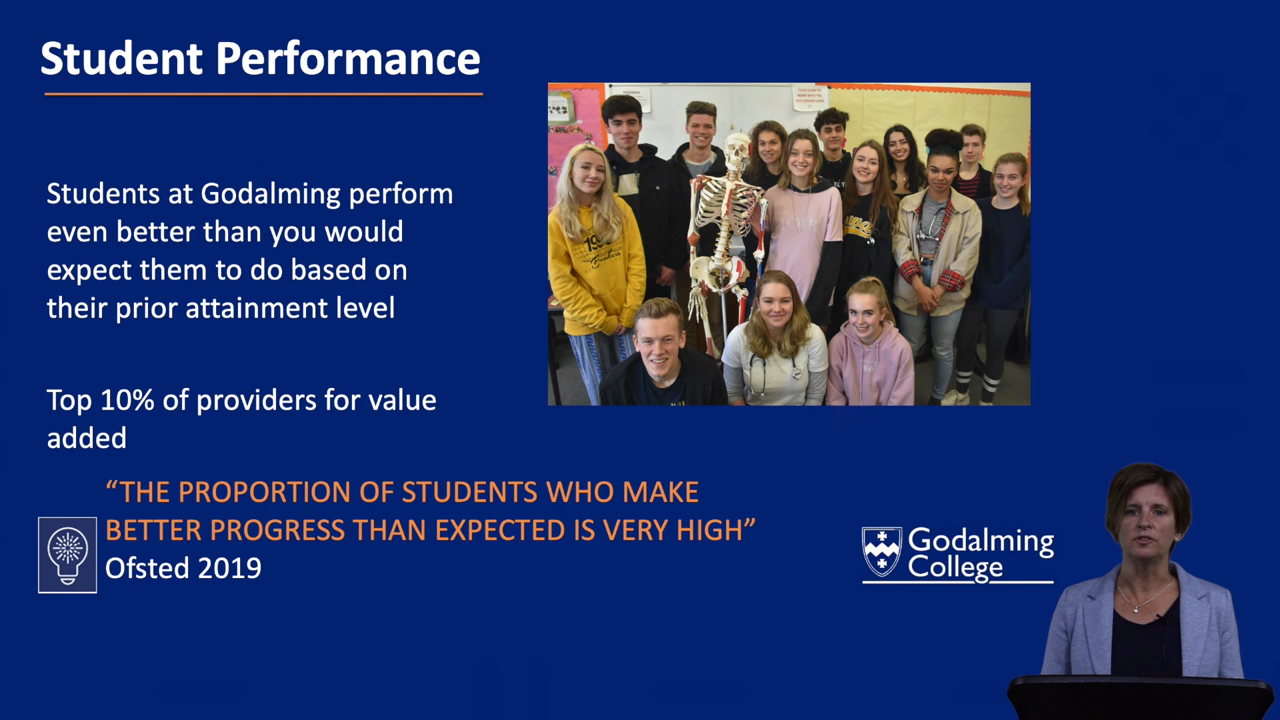 Student Performance
Students at Godalming perform
even better than you would
expect them to do based on
their prior attainment level
Top 10% of providers for value
added
“THE PROPORTION OF STUDENTS WHO MAKE
BETTER PROGRESS THAN EXPECTED IS VERY HIGH”
Ofsted 2019
Godalming
College